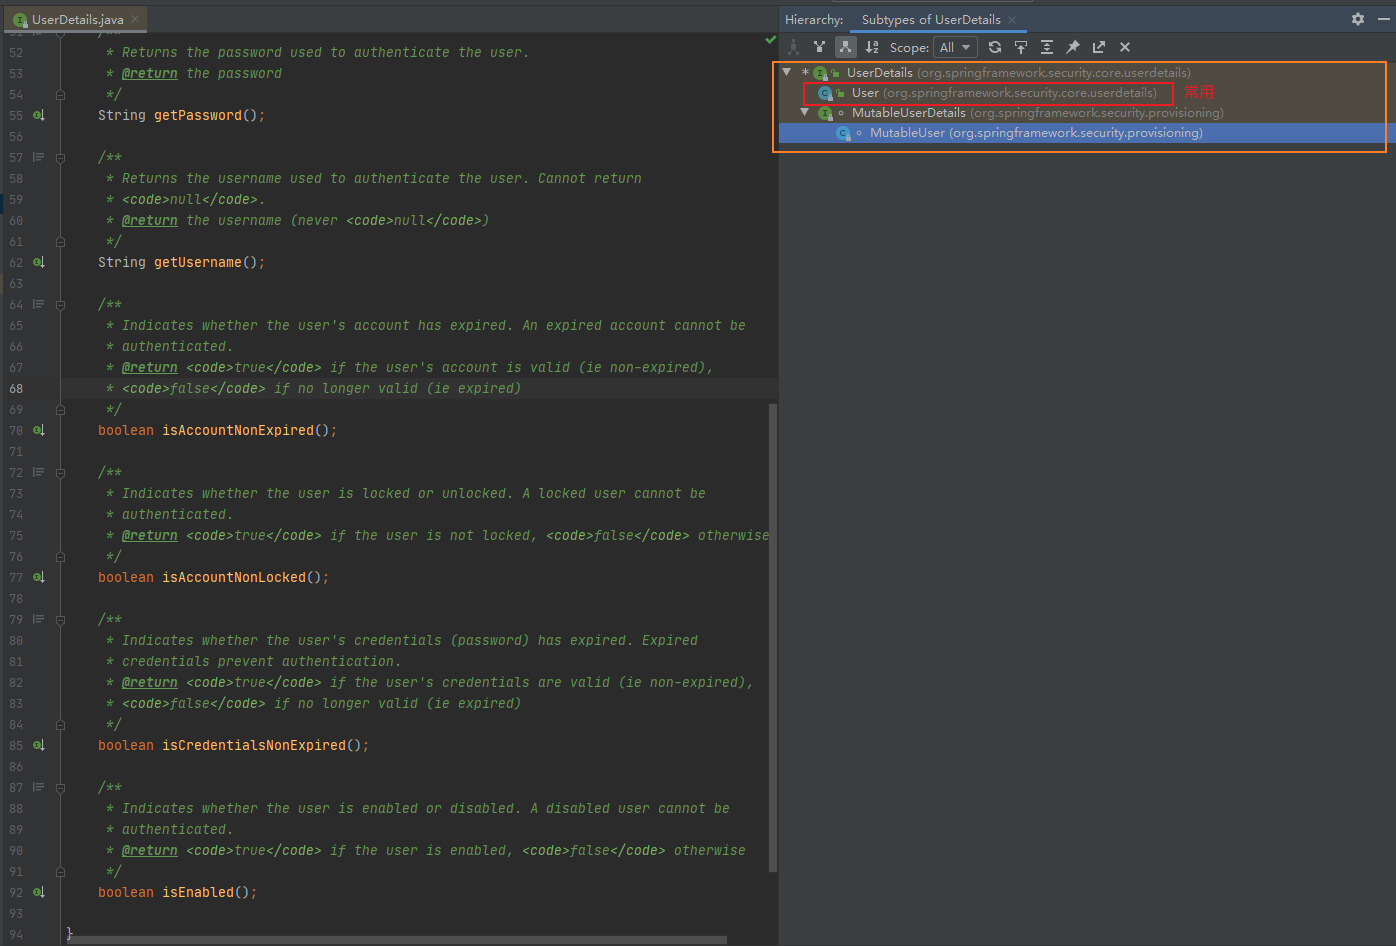 UserDetails.java
Hierarchy: Subtypes of UserDetails
Scope: All
* UserDetails (org.springframework.security.core.userdetails)
User (org.springframework.security.core.userdetails) 常用
MutableUserDetails (org.springframework.security.provisioning)
MutableUser (org.springframework.security.provisioning)
52 * Returns the password used to authenticate the user.
53 * @return the password
54 */
55 String getPassword();
56
57 /**
58 * Returns the username used to authenticate the user. Cannot return
59 * <code>null</code>.
60 * @return the username (never <code>null</code>)
61 */
62 String getUsername();
63
64 /**
65 * Indicates whether the user's account has expired. An expired account cannot be
66 * authenticated.
67 * @return <code>true</code> if the user's account is valid (ie non-expired),
68 * <code>false</code> if no longer valid (ie expired)
69 */
70 boolean isAccountNonExpired();
71
72 /**
73 * Indicates whether the user is locked or unlocked. A locked user cannot be
74 * authenticated.
75 * @return <code>true</code> if the user is not locked, <code>false</code> otherwise
76 */
77 boolean isAccountNonLocked();
78
79 /**
80 * Indicates whether the user's credentials (password) has expired. Expired
81 * credentials prevent authentication.
82 * @return <code>true</code> if the user's credentials are valid (ie non-expired),
83 * <code>false</code> if no longer valid (ie expired)
84 */
85 boolean isCredentialsNonExpired();
86
87 /**
88 * Indicates whether the user is enabled or disabled. A disabled user cannot be
89 * authenticated.
90 * @return <code>true</code> if the user is enabled, <code>false</code> otherwise
91 */
92 boolean isEnabled();
93
94 }